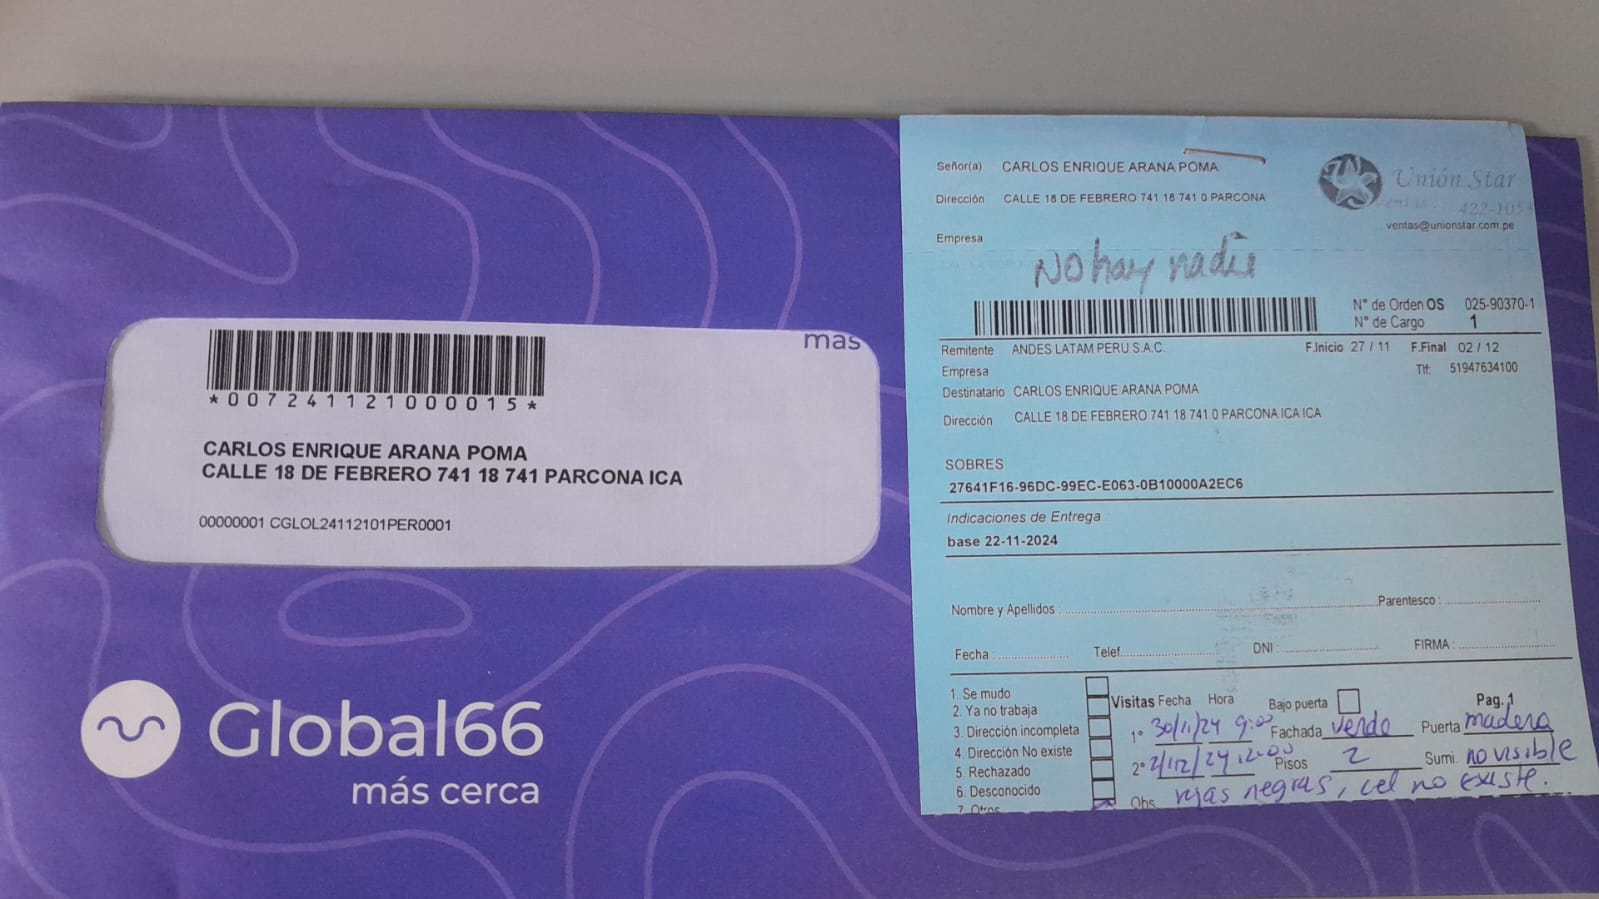 mas
*007241121000015*
CARLOS ENRIQUE ARANA POMA
CALLE 18 DE FEBRERO 741 18 741 PARCONA ICA
00000001 CGLOL24112101PER0001
Global66
más cerca
Señor(a) CARLOS ENRIQUE ARANA POMA
Dirección CALLE 18 DE FEBRERO 741 18 741 0 PARCONA
Unión Star
ventas@unionstar.com.pe
Empresa
No hay nadie
N° de Orden OS 025-90370-1
N° de Cargo 1
Remitente ANDES LATAM PERU S.A.C. F.Inicio 27 / 11 F.Final 02 / 12
Empresa Tlf: 51947634100
Destinatario CARLOS ENRIQUE ARANA POMA
Dirección CALLE 18 DE FEBRERO 741 18 741 0 PARCONA ICA ICA
SOBRES
27641F16-96DC-99EC-E063-0B10000A2EC6
Indicaciones de Entrega
base 22-11-2024
Nombre y Apellidos : Parentesco :
Fecha : Telef. DNI : FIRMA :
1. Se mudo
2. Ya no trabaja
3. Dirección incompleta
4. Dirección No existe
5. Rechazado
6. Desconocido
7. Otros
Visitas Fecha Hora Bajo puerta Pag.1
1° 30/11/24 9:00 Fachada verde Puerta madera
2° 2/12/24 12:00 Pisos 2 Sumi. no visible
Obs rejas negras, cel no existe.